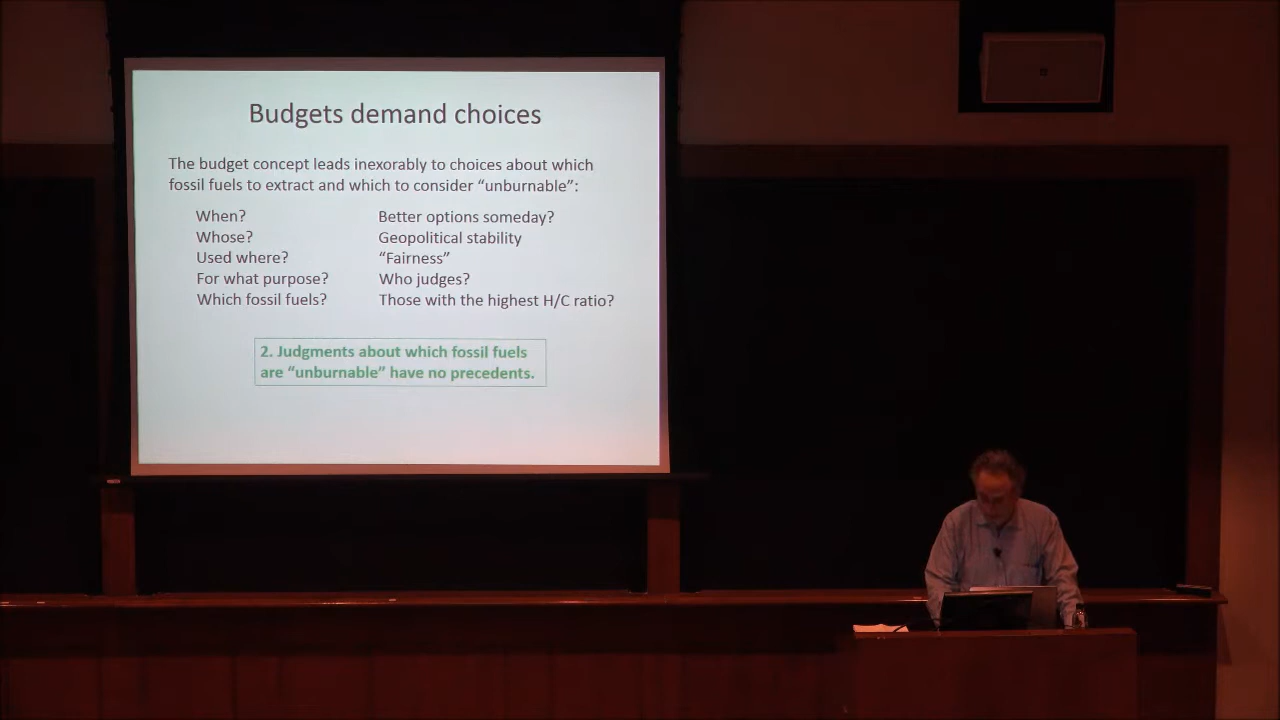 Budgets demand choices
The budget concept leads inexorably to choices about which
fossil fuels to extract and which to consider “unburnable”:
When? Better options someday?
Whose? Geopolitical stability
Used where? “Fairness”
For what purpose? Who judges?
Which fossil fuels? Those with the highest H/C ratio?
2. Judgments about which fossil fuels
are “unburnable” have no precedents.